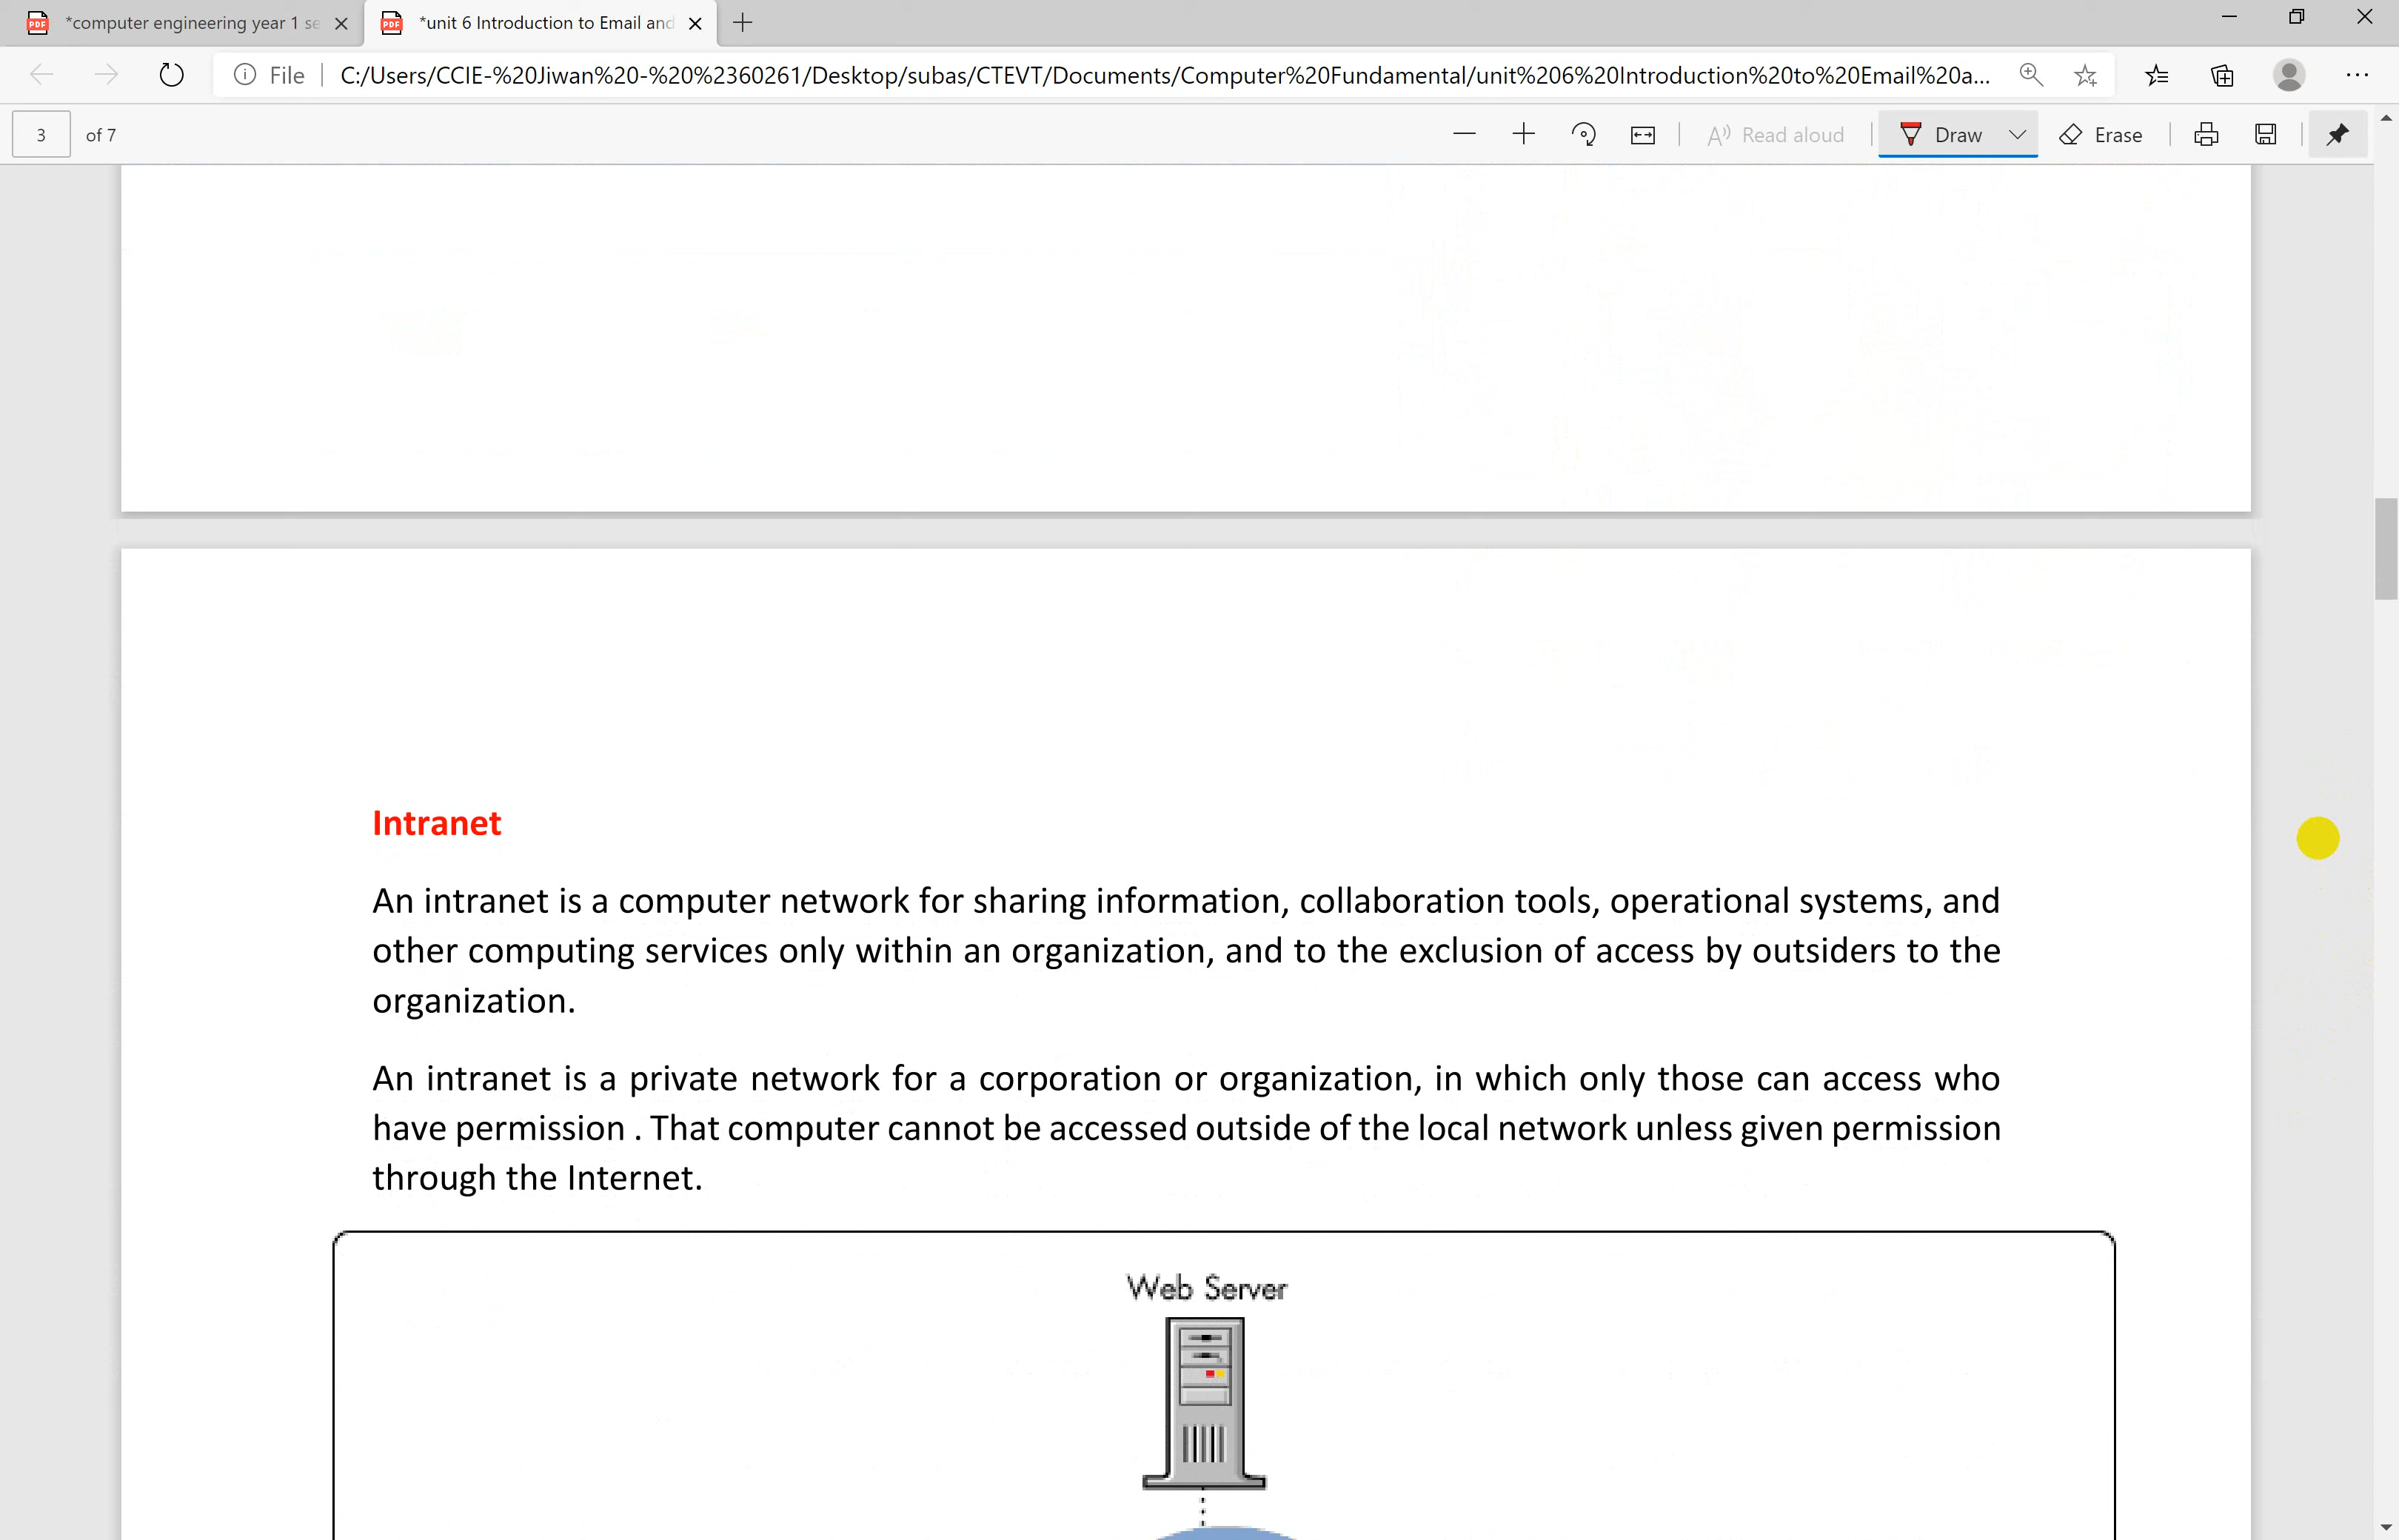 *computer engineering year 1 se
*unit 6 Introduction to Email and
File
C:/Users/CCIE-%20Jiwan%20-%20%2360261/Desktop/subas/CTEVT/Documents/Computer%20Fundamental/unit%206%20Introduction%20to%20Email%20a...
3 of 7
Read aloud
Draw
Erase
Intranet
An intranet is a computer network for sharing information, collaboration tools, operational systems, and
other computing services only within an organization, and to the exclusion of access by outsiders to the
organization.
An intranet is a private network for a corporation or organization, in which only those can access who
have permission . That computer cannot be accessed outside of the local network unless given permission
through the Internet.
Web Server